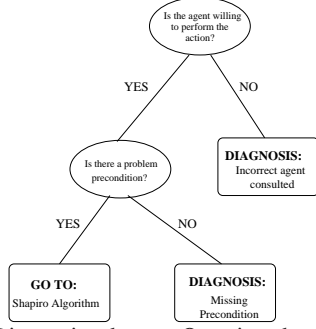 Is the agent willing
to perform the
action?
YES
NO
DIAGNOSIS:
Incorrect agent
consulted
Is there a problem
precondition?
YES
NO
GO TO:
Shapiro Algorithm
DIAGNOSIS:
Missing
Precondition